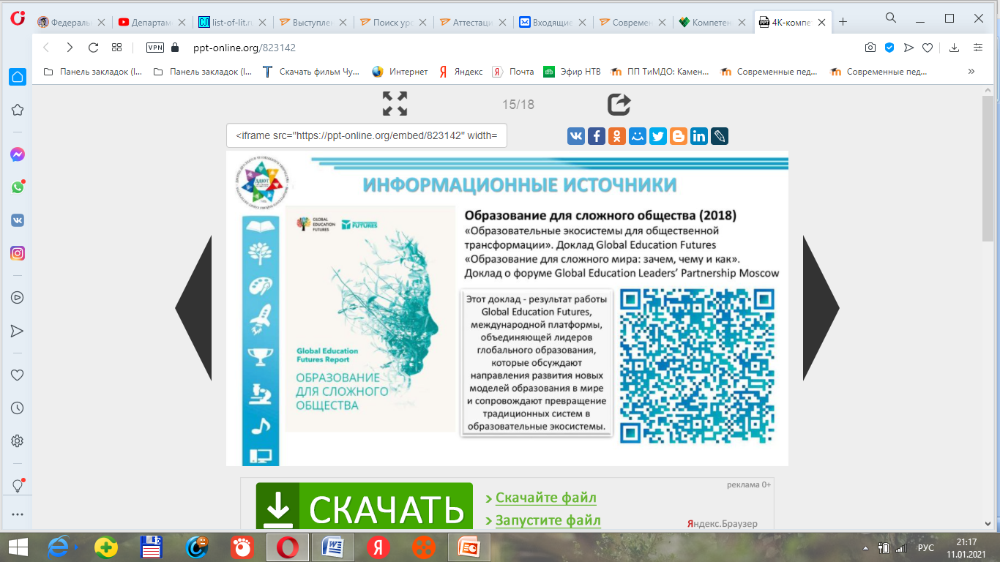 Федераль
Департам
list-of-lit.ru
Выступлен
Поиск уро
Аттестаци
Входящие
Современ
Компетен
4К-компе
VPN
ppt-online.org/823142
Панель закладок (I...
Панель закладок (I...
Скачать фильм Чу...
Интернет
Яндекс
Почта
Эфир НТВ
ПП ТиМДО: Камен...
Современные пед...
Современные пед...
15/18
<iframe src="https://ppt-online.org/embed/823142" width=
ИНФОРМАЦИОННЫЕ ИСТОЧНИКИ
GLOBAL
EDUCATION
FUTURES
FUTURES
Global Education
Futures Report
ОБРАЗОВАНИЕ
ДЛЯ СЛОЖНОГО
ОБЩЕСТВА
Образование для сложного общества (2018)
«Образовательные экосистемы для общественной
трансформации». Доклад Global Education Futures
«Образование для сложного мира: зачем, чему и как».
Доклад о форуме Global Education Leaders’ Partnership Moscow
Этот доклад - результат работы
Global Education Futures,
международной платформы,
объединяющей лидеров
глобального образования,
которые обсуждают
направления развития новых
моделей образования в мире
и сопровождают превращение
традиционных систем в
образовательные экосистемы.
реклама 0+
СКАЧАТЬ
Скачайте файл
Запустите файл
Яндекс.Браузер
РУС
21:17
11.01.2021